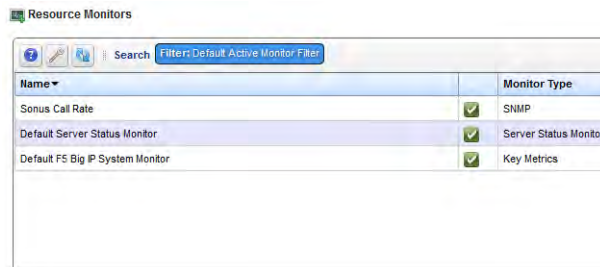 Resource Monitors
Search Filter: Default Active Monitor Filter
Name Monitor Type
Sonus Call Rate SNMP
Default Server Status Monitor Server Status Monito
Default F5 Big IP System Monitor Key Metrics